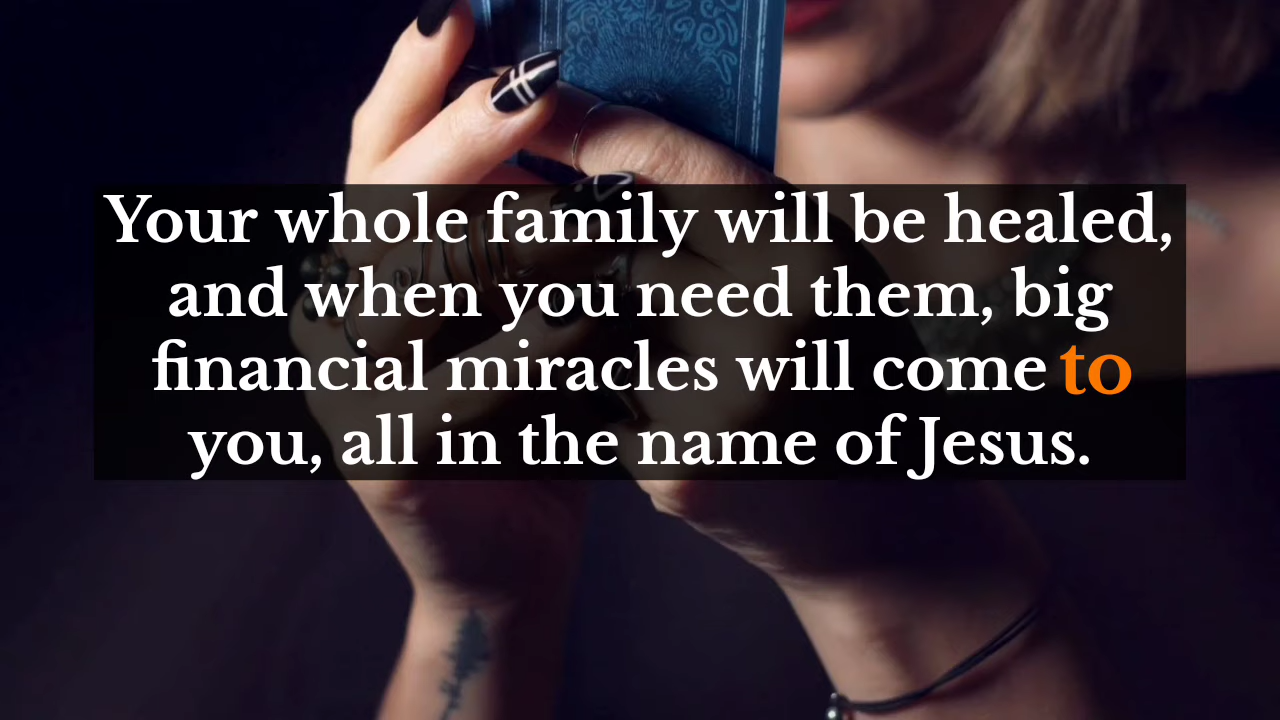 Your whole family will be healed,
and when you need them, big
financial miracles will come to
you, all in the name of Jesus.